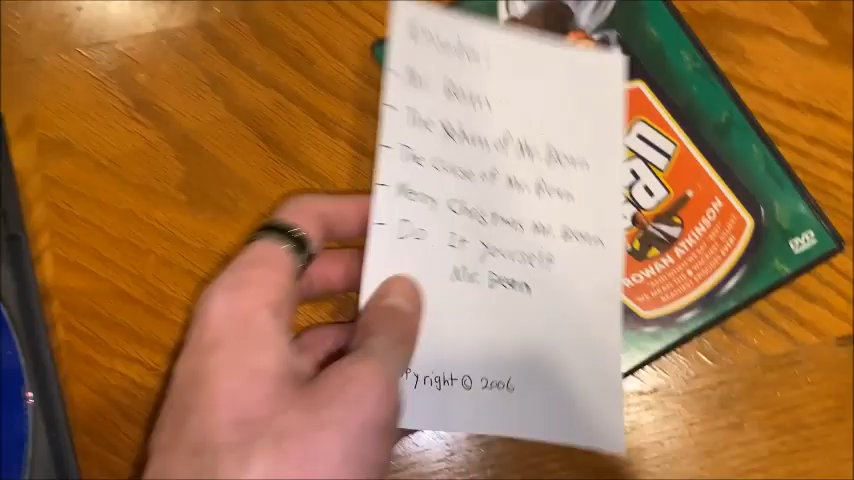 Mr. Bean
The Return of Mr. Bean
The curse of Mr. Bean
Merry Christmas Mr. Bean
Do It yourself
Mr. Bean
pyright © 2006
UP!
ROWAN ATKINSON
DVD